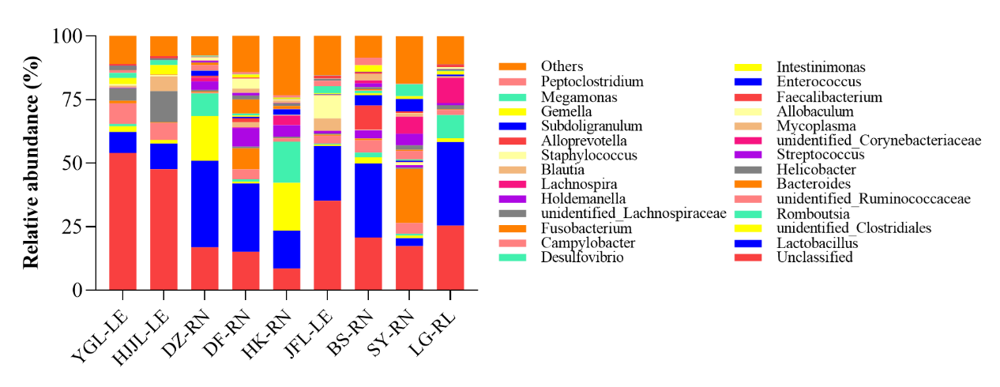 Relative abundance (%)
100
75
50
25
0
YGL-LE
HJJL-LE
DZ-RN
DF-RN
HK-RN
JFL-LE
BS-RN
SY-RN
LG-RL
Others
Peptoclostridium
Megamonas
Gemella
Subdoligranulum
Alloprevotella
Staphylococcus
Blautia
Lachnospira
Holdemanella
unidentified_Lachnospiraceae
Fusobacterium
Campylobacter
Desulfovibrio
Intestinimonas
Enterococcus
Faecalibacterium
Allobaculum
Mycoplasma
unidentified_Corynebacteriaceae
Streptococcus
Helicobacter
Bacteroides
unidentified_Ruminococcaceae
Romboutsia
unidentified_Clostridiales
Lactobacillus
Unclassified